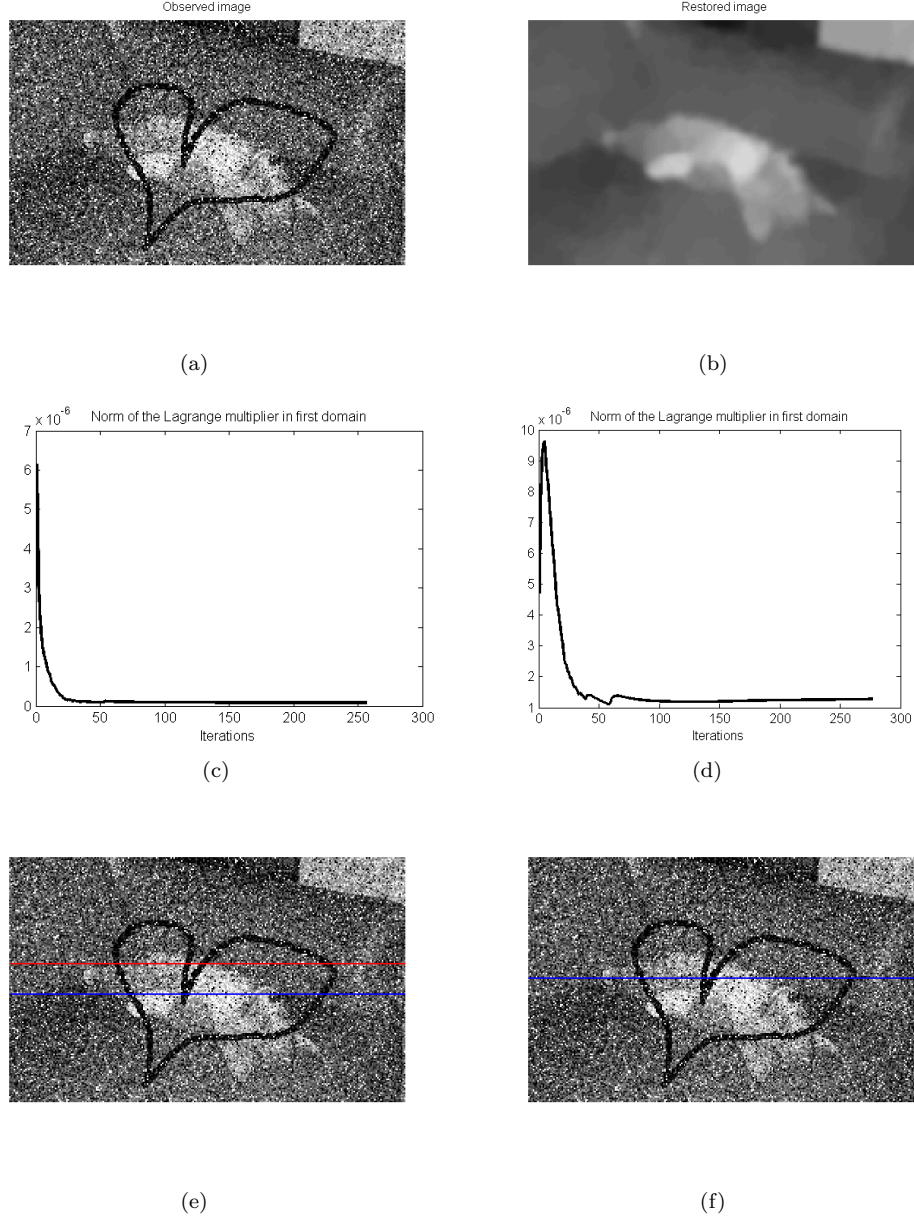 Observed image
Restored image
(a)
(b)
x 10^-6
Norm of the Lagrange multiplier in first domain
7
6
5
4
3
2
1
0
0 50 100 150 200 250 300
Iterations
(c)
x 10^-6
Norm of the Lagrange multiplier in first domain
10
9
8
7
6
5
4
3
2
1
0 50 100 150 200 250 300
Iterations
(d)
(e)
(f)